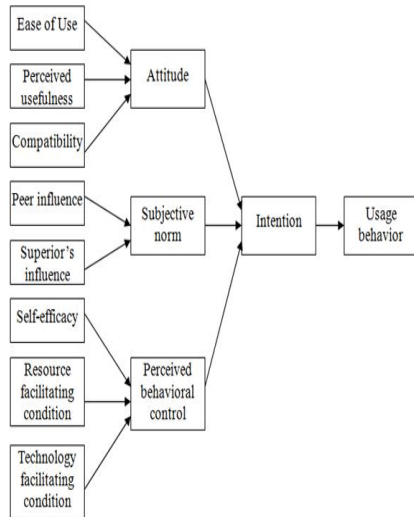 Ease of Use
Perceived
usefulness
Compatibility
Attitude
Peer influence
Superior's
influence
Subjective
norm
Intention
Usage
behavior
Self-efficacy
Resource
facilitating
condition
Technology
facilitating
condition
Perceived
behavioral
control